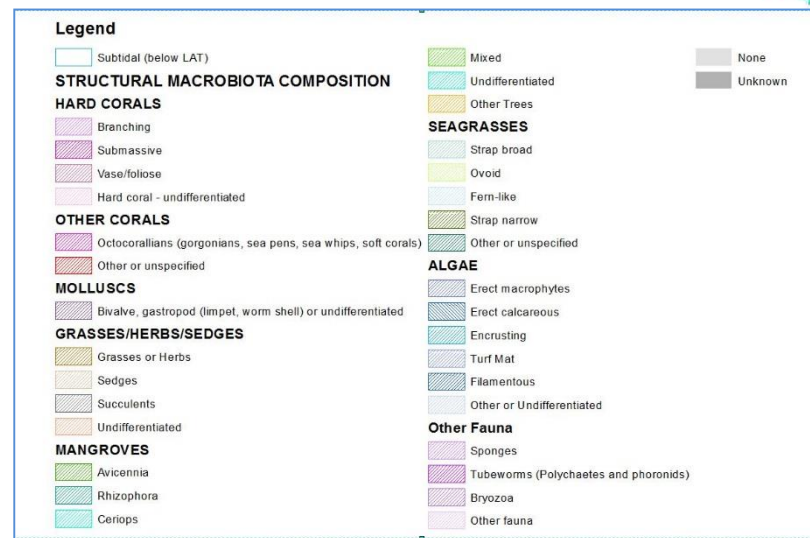 Legend
Subtidal (below LAT)
STRUCTURAL MACROBIOTA COMPOSITION
HARD CORALS
Branching
Submassive
Vase/foliose
Hard coral - undifferentiated
OTHER CORALS
Octocorallians (gorgonians, sea pens, sea whips, soft corals)
Other or unspecified
MOLLUSCS
Bivalve, gastropod (limpet, worm shell) or undifferentiated
GRASSES/HERBS/SEDGES
Grasses or Herbs
Sedges
Succulents
Undifferentiated
MANGROVES
Avicennia
Rhizophora
Ceriops
Mixed
Undifferentiated
Other Trees
SEAGRASSES
Strap broad
Ovoid
Fern-like
Strap narrow
Other or unspecified
ALGAE
Erect macrophytes
Erect calcareous
Encrusting
Turf Mat
Filamentous
Other or Undifferentiated
Other Fauna
Sponges
Tubeworms (Polychaetes and phoronids)
Bryozoa
Other fauna
None
Unknown